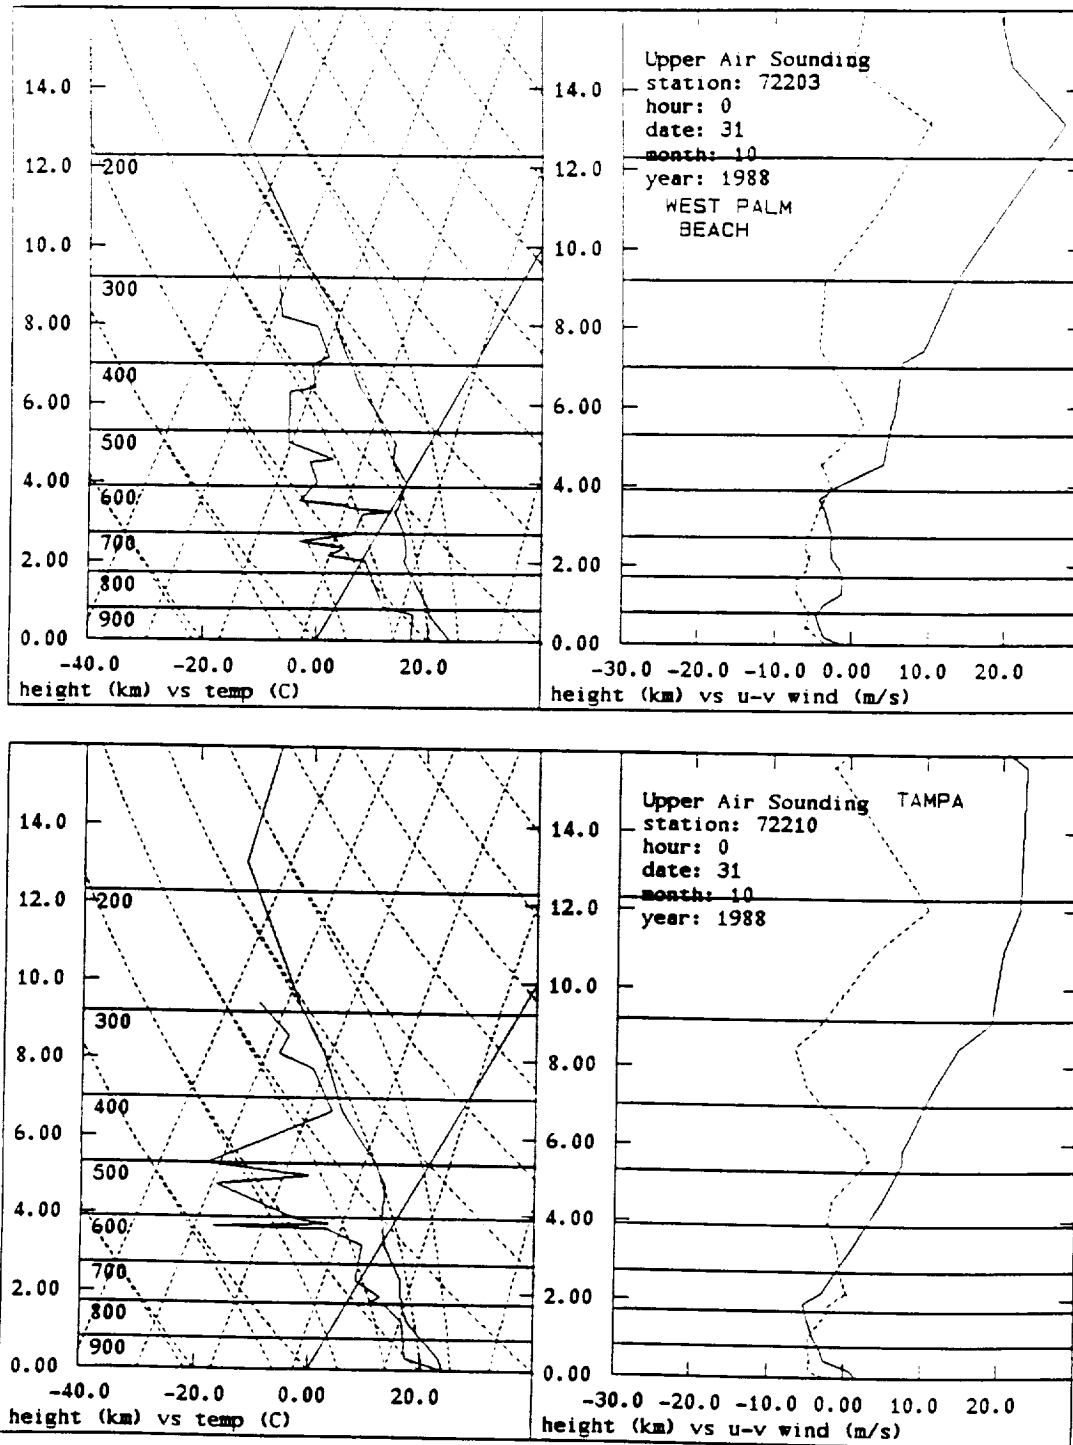 14.0
12.0
10.0
8.00
6.00
4.00
2.00
0.00
200
300
400
500
600
700
800
900
-40.0 -20.0 0.00 20.0
height (km) vs temp (C)
Upper Air Sounding
station: 72203
hour: 0
date: 31
month: 10
year: 1988
WEST PALM
BEACH
14.0
12.0
10.0
8.00
6.00
4.00
2.00
0.00
-30.0 -20.0 -10.0 0.00 10.0 20.0
height (km) vs u-v wind (m/s)
14.0
12.0
10.0
8.00
6.00
4.00
2.00
0.00
200
300
400
500
600
700
800
900
-40.0 -20.0 0.00 20.0
height (km) vs temp (C)
Upper Air Sounding TAMPA
station: 72210
hour: 0
date: 31
month: 10
year: 1988
14.0
12.0
10.0
8.00
6.00
4.00
2.00
0.00
-30.0 -20.0 -10.0 0.00 10.0 20.0
height (km) vs u-v wind (m/s)